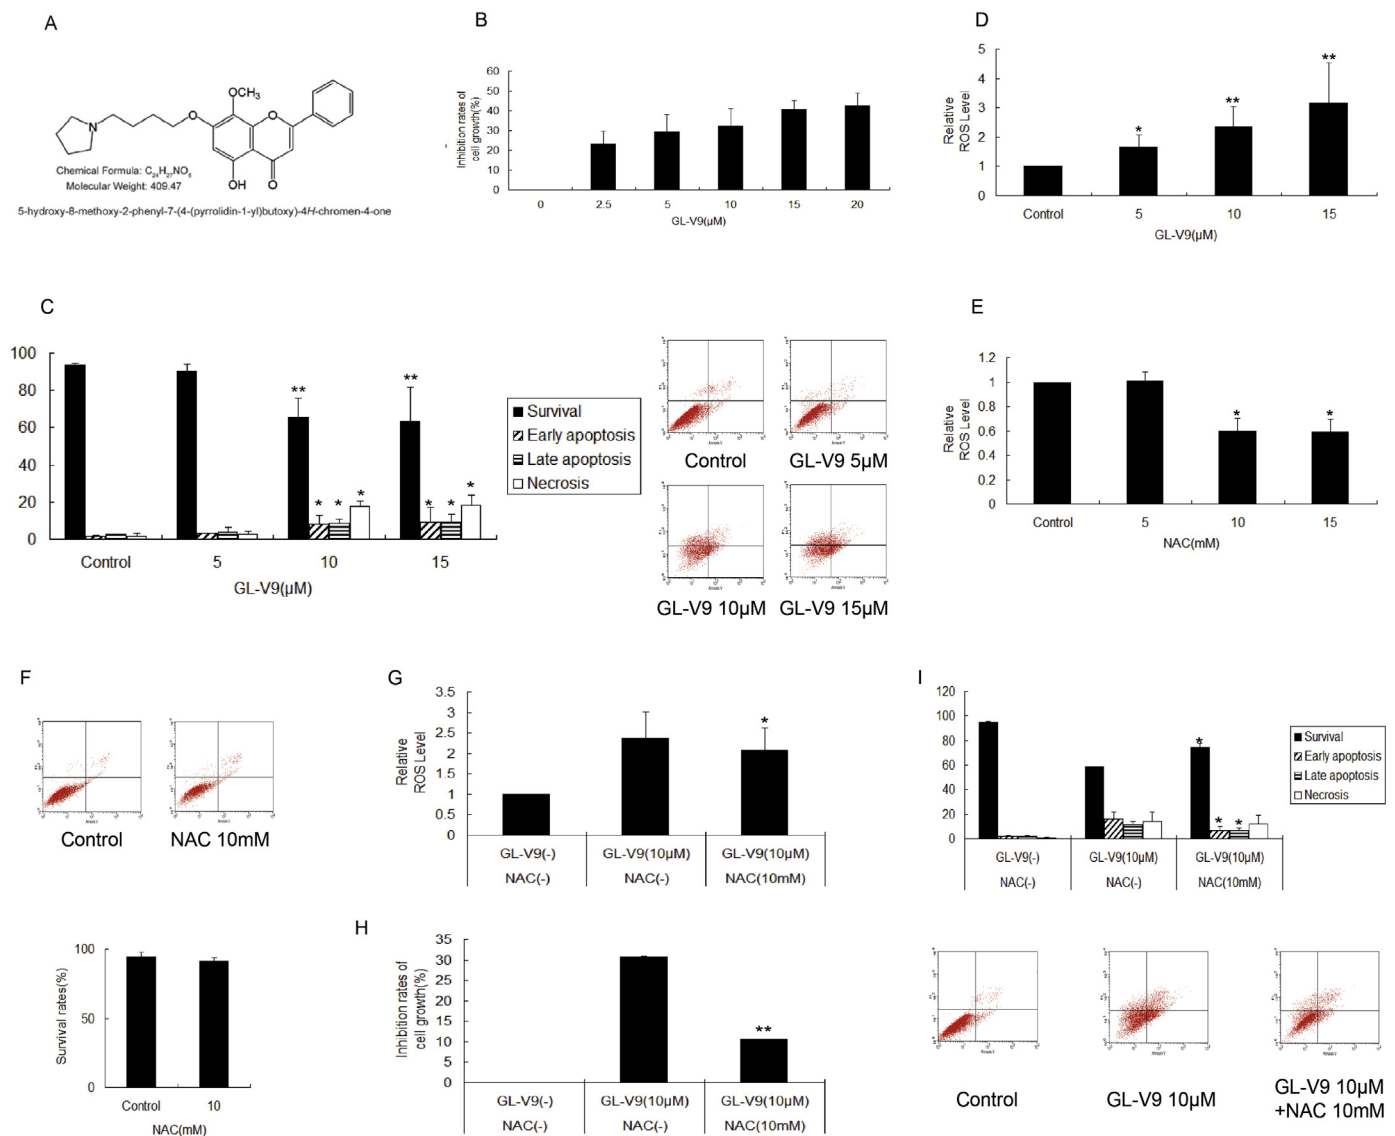 A
OCH3
N
O
O
OH
O
Chemical Formula: C24H27NO5
Molecular Weight: 409.47
5-hydroxy-8-methoxy-2-phenyl-7-(4-(pyrrolidin-1-yl)butoxy)-4H-chromen-4-one
B
Inhibition rates of
cell growth(%)
60
50
40
30
20
10
0
0 2.5 5 10 15 20
GL-V9(μM)
D
Relative
ROS Level
5
4
3
2
1
0
* ** **
Control 5 10 15
GL-V9(μM)
C
100
80
60
40
20
0
** **
* * * * * *
Control 5 10 15
GL-V9(μM)
Survival
Early apoptosis
Late apoptosis
Necrosis
Control GL-V9 5μM
GL-V9 10μM GL-V9 15μM
E
Relative
ROS Level
1.2
1
0.8
0.6
0.4
0.2
0
* *
Control 5 10 15
NAC(mM)
F
Control NAC 10mM
Survival rates(%)
100
50
0
Control 10
NAC(mM)
G
Relative
ROS Level
3.5
3
2.5
2
1.5
1
0.5
0
*
GL-V9(-) GL-V9(10μM) GL-V9(10μM)
NAC(-) NAC(-) NAC(10mM)
H
Inhibition rates of
cell growth(%)
35
30
25
20
15
10
5
0
**
GL-V9(-) GL-V9(10μM) GL-V9(10μM)
NAC(-) NAC(-) NAC(10mM)
I
120
100
80
60
40
20
0
*
* *
GL-V9(-) GL-V9(10μM) GL-V9(10μM)
NAC(-) NAC(-) NAC(10mM)
Survival
Early apoptosis
Late apoptosis
Necrosis
Control GL-V9 10μM GL-V9 10μM
+NAC 10mM